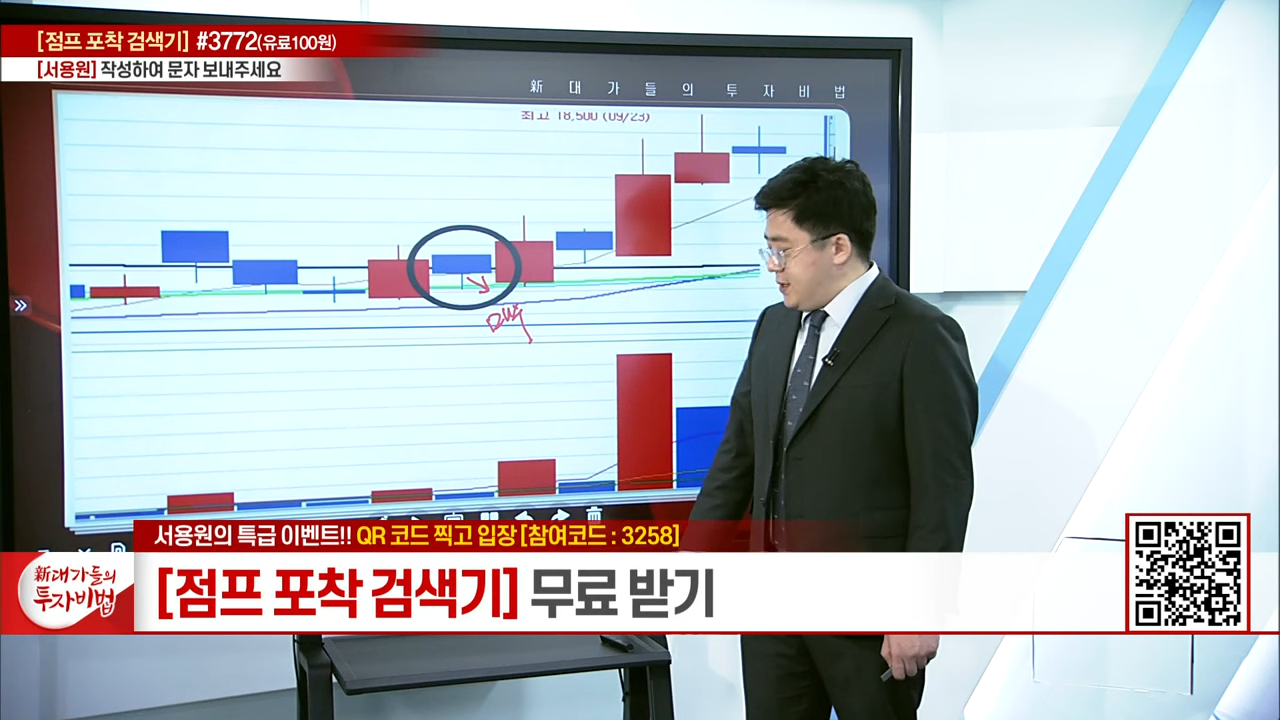 [점프 포착 검색기] #3772(유료100원)
[서용원] 작성하여 문자 보내주세요
新 대 가 들 의 투 자 비 법
최고 18,500 (09/23)
서용원의 특급 이벤트!! QR 코드 찍고 입장 [참여코드 : 3258]
新대가들의
투자비법
[점프 포착 검색기] 무료 받기